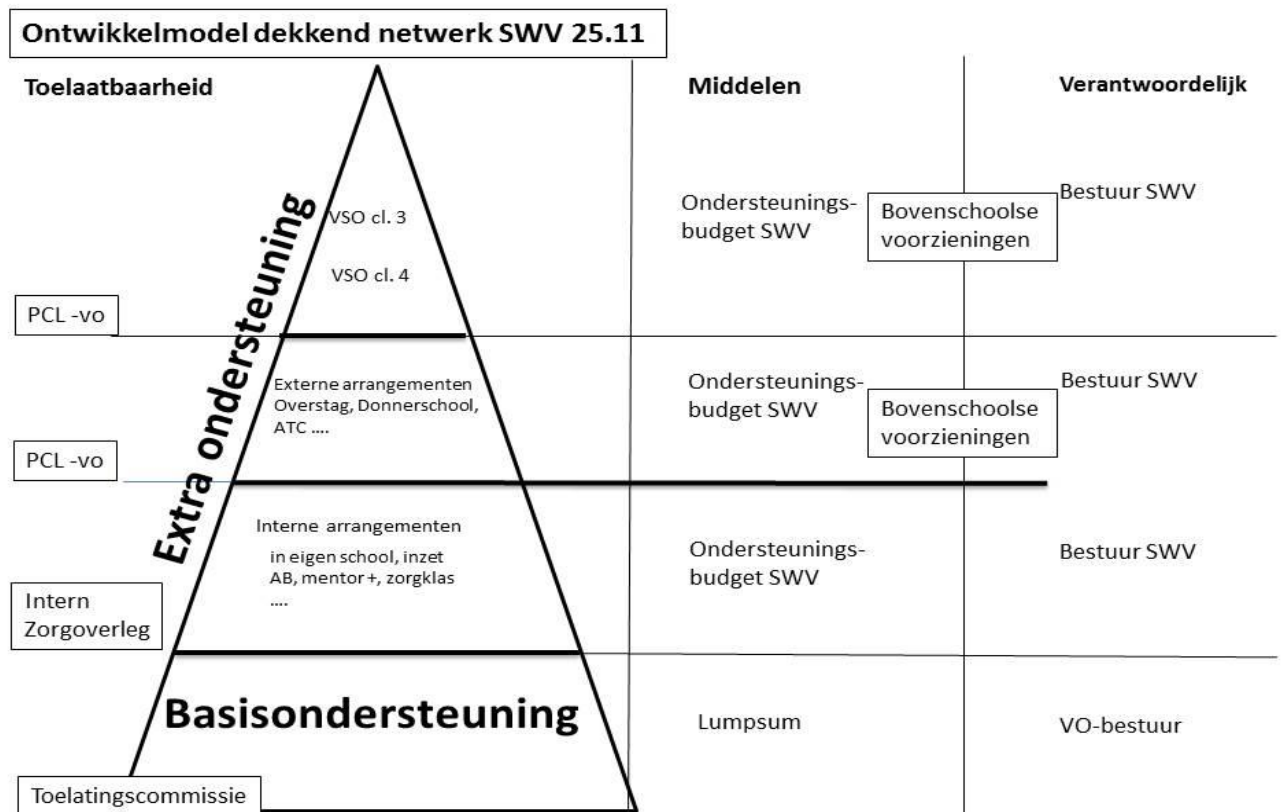 Ontwikkelmodel dekkend netwerk SWV 25.11
Toelaatbaarheid
Middelen
Verantwoordelijk
Extra ondersteuning
VSO cl. 3
VSO cl. 4
Ondersteunings-
budget SWV
Bovenschoolse
voorzieningen
Bestuur SWV
PCL -vo
Externe arrangementen
Overstag, Donnerschool,
ATC ....
Ondersteunings-
budget SWV
Bovenschoolse
voorzieningen
Bestuur SWV
PCL -vo
Interne arrangementen
in eigen school, inzet
AB, mentor +, zorgklas
....
Ondersteunings-
budget SWV
Bestuur SWV
Intern
Zorgoverleg
Basisondersteuning
Lumpsum
VO-bestuur
Toelatingscommissie